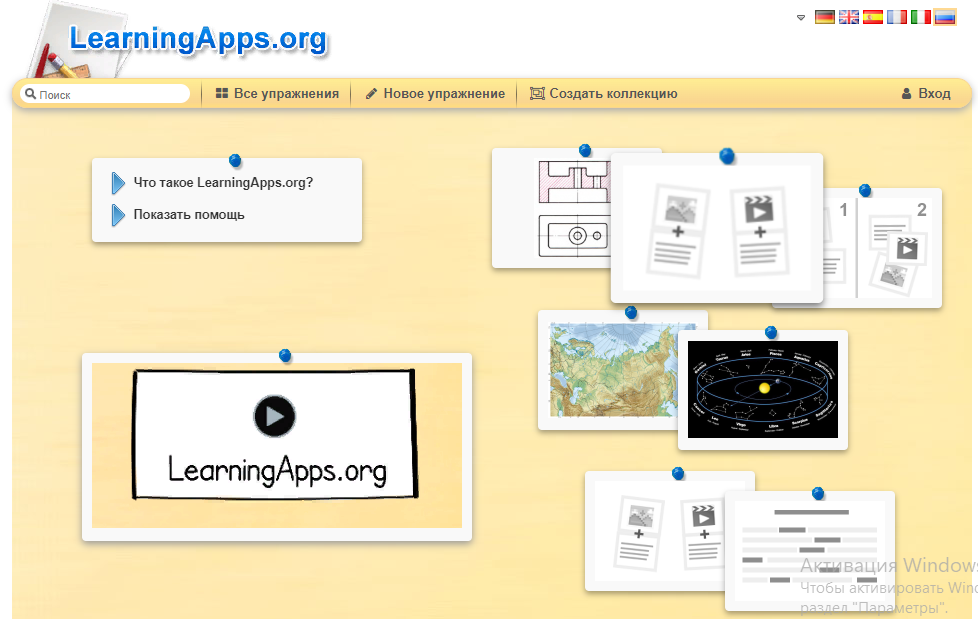 LearningApps.org
Поиск
Все упражнения
Новое упражнение
Создать коллекцию
Вход
Что такое LearningApps.org?
Показать помощь
1
2
LearningApps.org
Активация Windows
Чтобы активировать Win
раздел "Параметры".